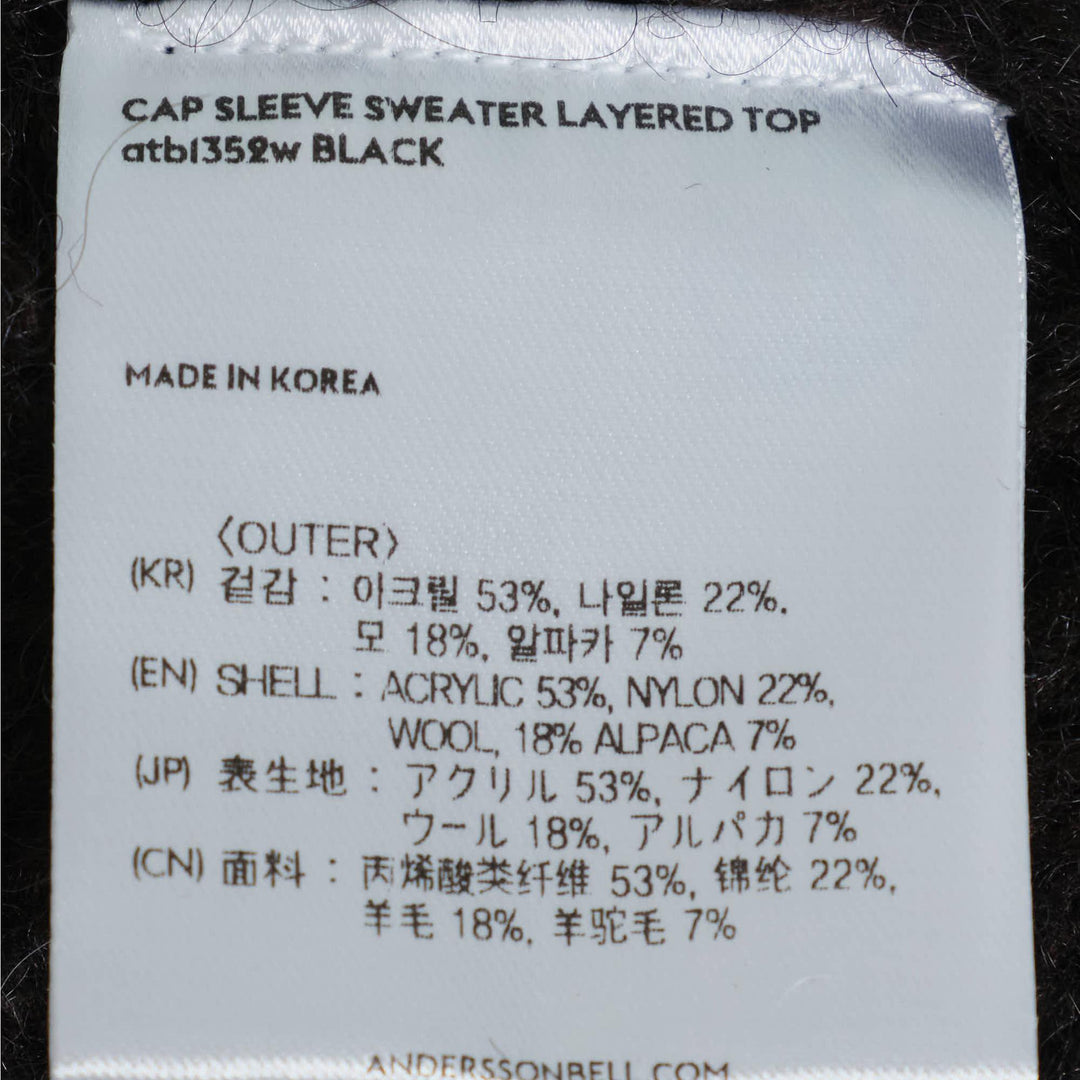 CAP SLEEVE SWEATER LAYERED TOP
atb1352w BLACK
MADE IN KOREA
〈OUTER〉
(KR) 겉감 : 아크릴 53%, 나일론 22%.
모 18%, 알파카 7%
(EN) SHELL : ACRYLIC 53%, NYLON 22%,
WOOL, 18% ALPACA 7%
(JP) 表生地 : アクリル 53%, ナイロン 22%,
ウール 18%, アルパカ 7%
(CN) 面料 : 丙烯酸类纤维 53%, 锦纶 22%,
羊毛 18%, 羊驼毛 7%
ANDERSSONBELL.COM